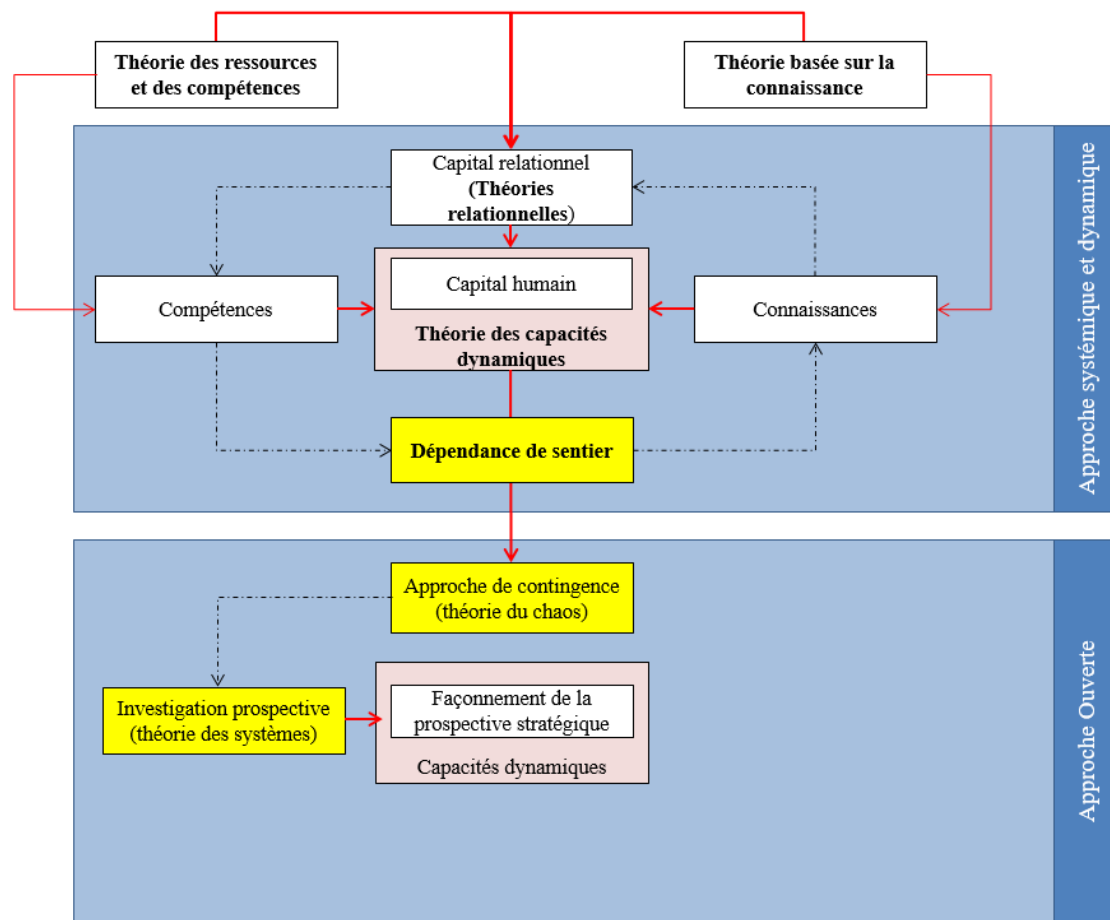 Théorie des ressources
et des compétences
Théorie basée sur la
connaissance
Approche systémique et dynamique
Capital relationnel
(Théories
relationnelles)
Capital humain
Compétences
Connaissances
Théorie des capacités
dynamiques
Dépendance de sentier
Approche Ouverte
Approche de contingence
(théorie du chaos)
Investigation prospective
(théorie des systèmes)
Façonnement de la
prospective stratégique
Capacités dynamiques